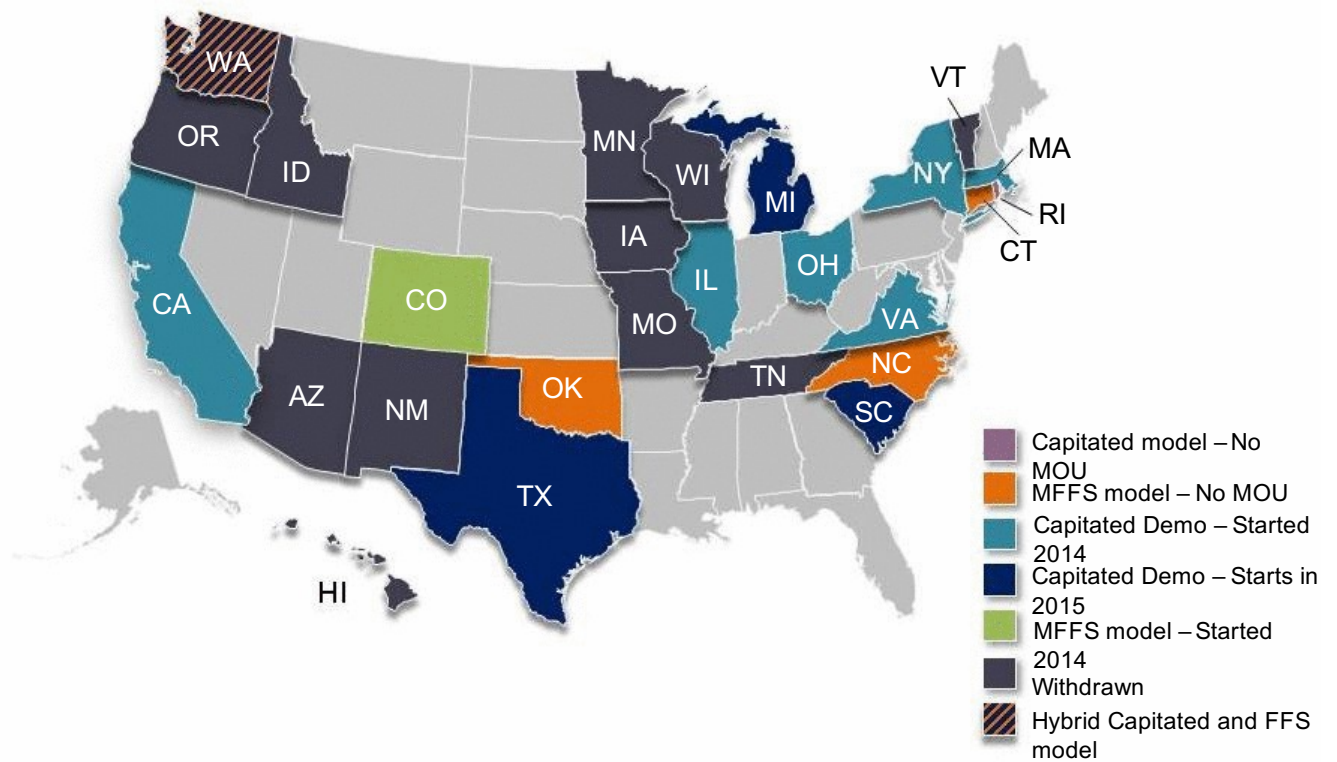 WA
VT
OR
MN
MA
ID
WI
NY
MI
RI
IA
CT
OH
IL
CA
CO
MO
VA
NC
TN
OK
AZ
NM
SC
TX
HI
Capitated model – No
MOU
MFFS model – No MOU
Capitated Demo – Started
2014
Capitated Demo – Starts in
2015
MFFS model – Started
2014
Withdrawn
Hybrid Capitated and FFS
model